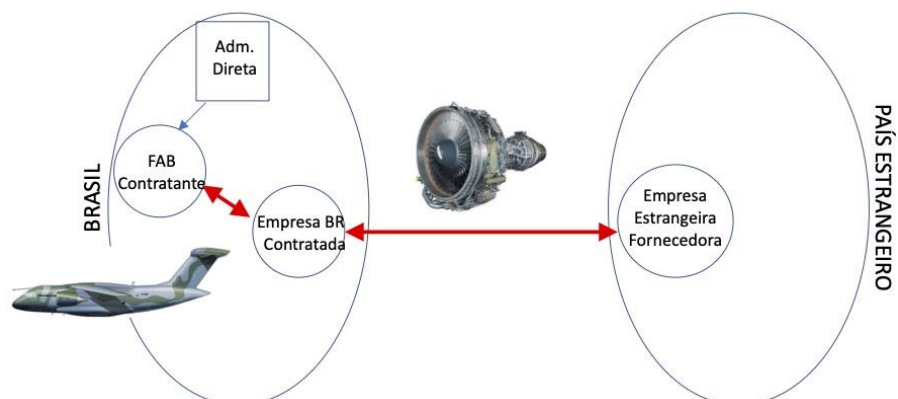 Adm.
Direta
FAB
Contratante
BRASIL
Empresa BR
Contratada
Empresa
Estrangeira
Fornecedora
PAÍS ESTRANGEIRO